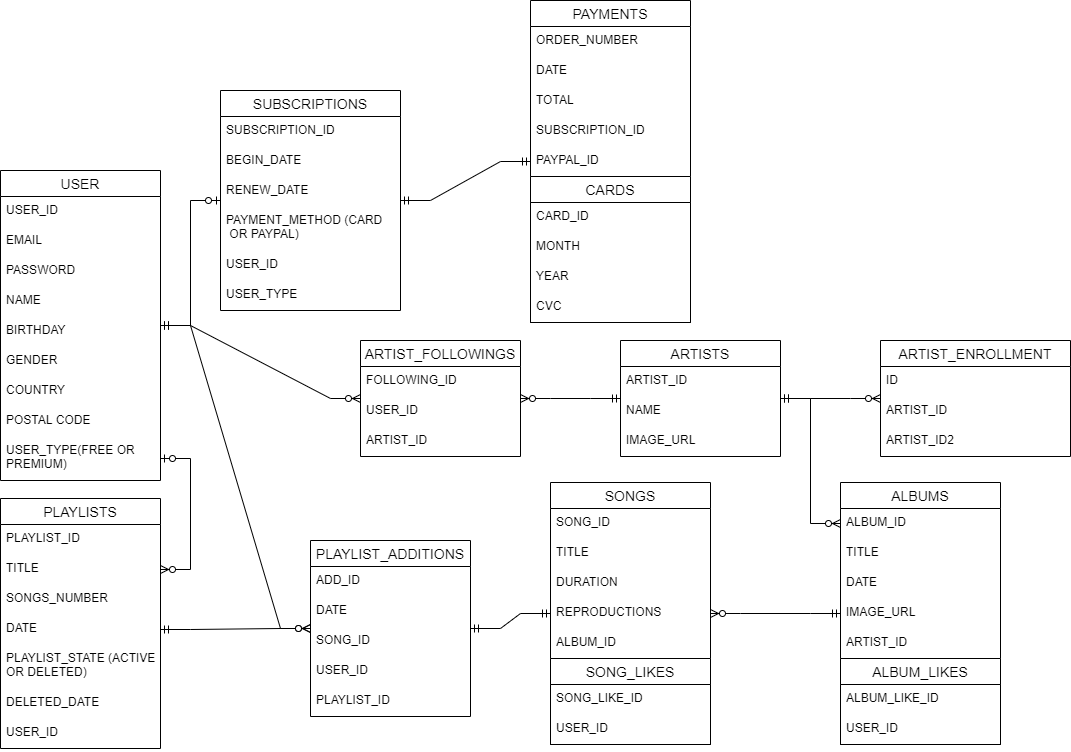 PAYMENTS
ORDER_NUMBER
DATE
TOTAL
SUBSCRIPTION_ID
PAYPAL_ID
CARDS
CARD_ID
MONTH
YEAR
CVC
SUBSCRIPTIONS
SUBSCRIPTION_ID
BEGIN_DATE
RENEW_DATE
PAYMENT_METHOD (CARD
OR PAYPAL)
USER_ID
USER_TYPE
USER
USER_ID
EMAIL
PASSWORD
NAME
BIRTHDAY
GENDER
COUNTRY
POSTAL CODE
USER_TYPE(FREE OR
PREMIUM)
ARTIST_FOLLOWINGS
FOLLOWING_ID
USER_ID
ARTIST_ID
ARTISTS
ARTIST_ID
NAME
IMAGE_URL
ARTIST_ENROLLMENT
ID
ARTIST_ID
ARTIST_ID2
PLAYLISTS
PLAYLIST_ID
TITLE
SONGS_NUMBER
DATE
PLAYLIST_STATE (ACTIVE
OR DELETED)
DELETED_DATE
USER_ID
PLAYLIST_ADDITIONS
ADD_ID
DATE
SONG_ID
USER_ID
PLAYLIST_ID
SONGS
SONG_ID
TITLE
DURATION
REPRODUCTIONS
ALBUM_ID
SONG_LIKES
SONG_LIKE_ID
USER_ID
ALBUMS
ALBUM_ID
TITLE
DATE
IMAGE_URL
ARTIST_ID
ALBUM_LIKES
ALBUM_LIKE_ID
USER_ID